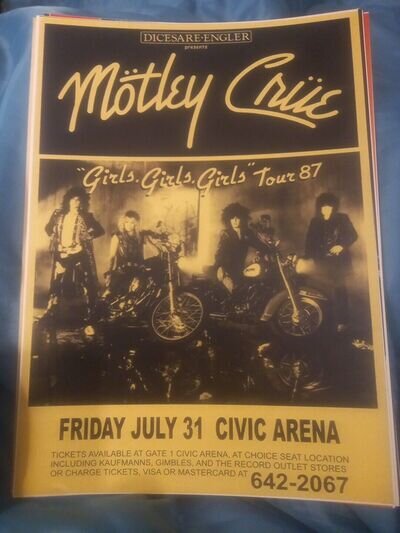 DICESARE-ENGLER
presents
Mötley Crüe
"Girls, Girls, Girls" Tour 87
FRIDAY JULY 31 CIVIC ARENA
TICKETS AVAILABLE AT GATE 1 CIVIC ARENA, AT CHOICE SEAT LOCATION
INCLUDING KAUFMANNS, GIMBLES, AND THE RECORD OUTLET STORES
OR CHARGE TICKETS, VISA OR MASTERCARD AT 642-2067